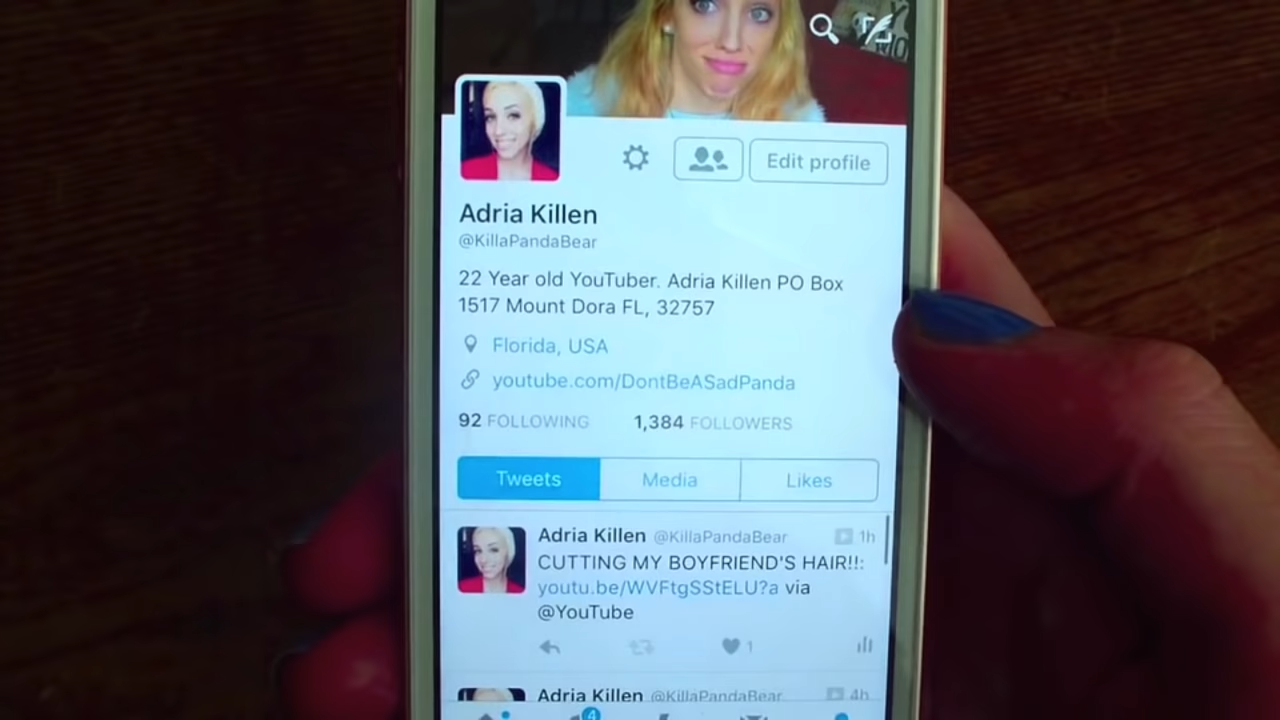 MO
Edit profile
Adria Killen
@KillaPandaBear
22 Year old YouTuber. Adria Killen PO Box
1517 Mount Dora FL, 32757
Florida, USA
youtube.com/DontBeASadPanda
92 FOLLOWING 1,384 FOLLOWERS
Tweets Media Likes
Adria Killen @KillaPandaBear 1h
CUTTING MY BOYFRIEND'S HAIR!!:
youtu.be/WVFtgSStELU?a via
@YouTube
1
Adria Killen @KillaPandaBear 4h
4